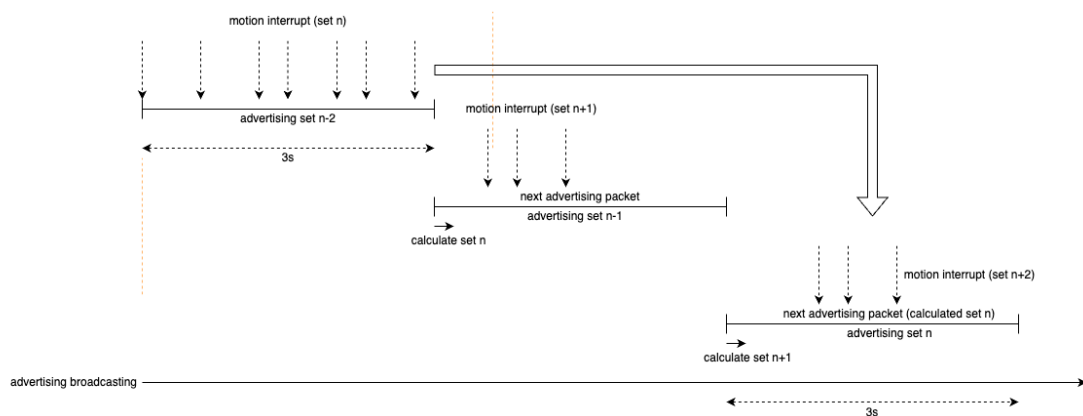 motion interrupt (set n)
advertising set n-2
3s
motion interrupt (set n+1)
next advertising packet
advertising set n-1
calculate set n
motion interrupt (set n+2)
next advertising packet (calculated set n)
advertising set n
calculate set n+1
advertising broadcasting
3s